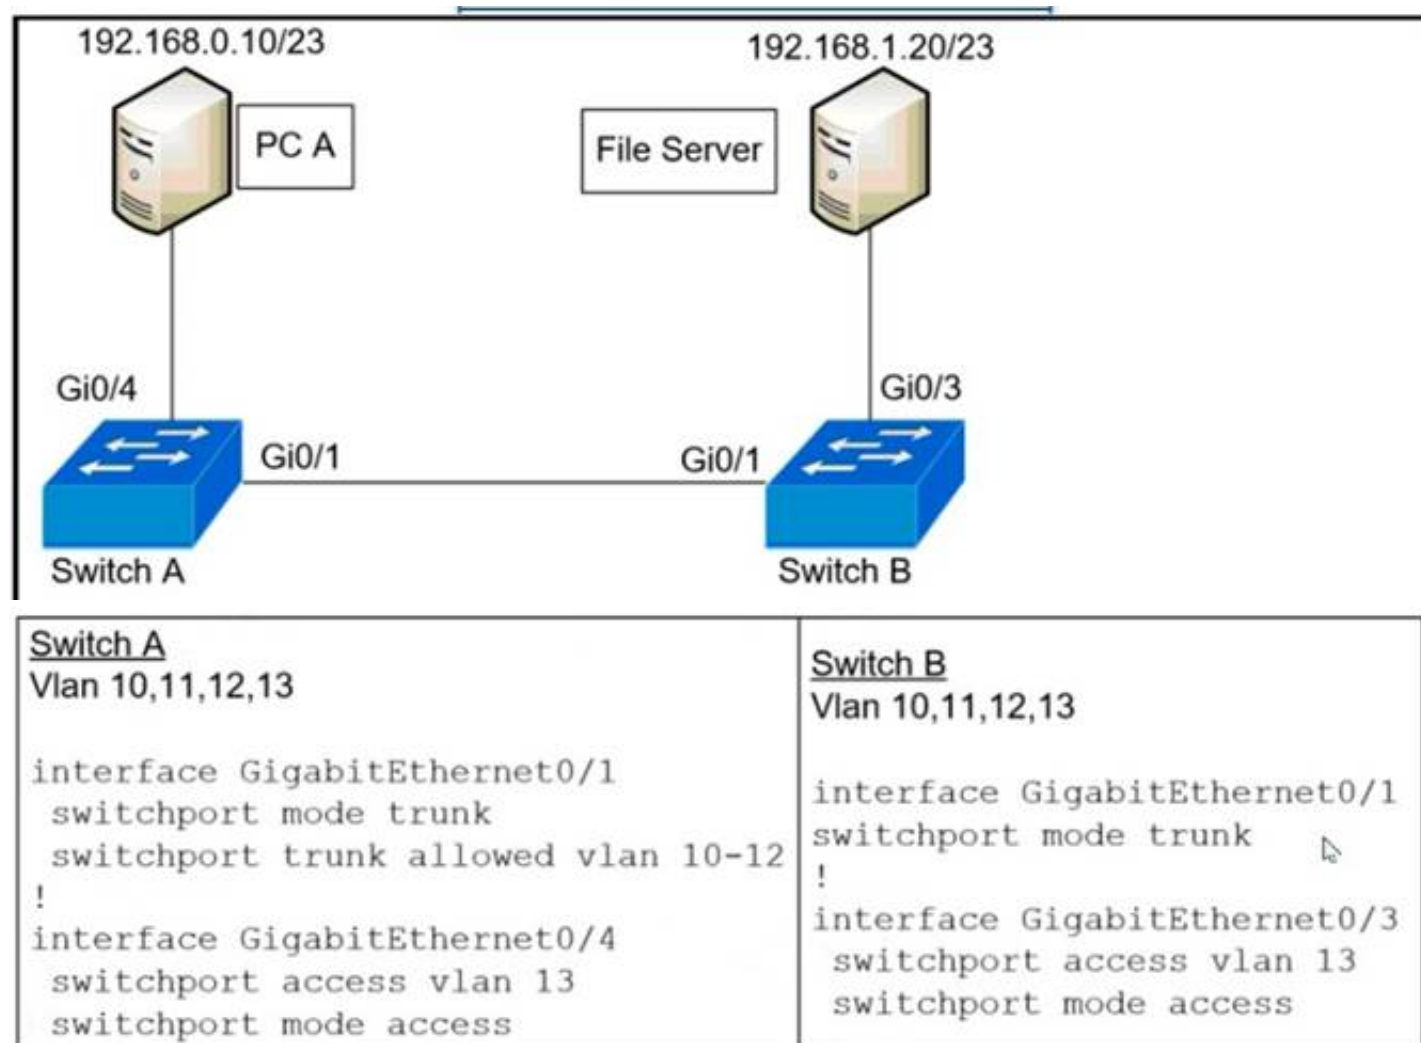 192.168.0.10/23
192.168.1.20/23
PC A
File Server
Gi0/4
Gi0/3
Gi0/1
Gi0/1
Switch A
Switch B
Switch A
Vlan 10,11,12,13
interface GigabitEthernet0/1
switchport mode trunk
switchport trunk allowed vlan 10-12
!
interface GigabitEthernet0/4
switchport access vlan 13
switchport mode access
Switch B
Vlan 10,11,12,13
interface GigabitEthernet0/1
switchport mode trunk
!
interface GigabitEthernet0/3
switchport access vlan 13
switchport mode access